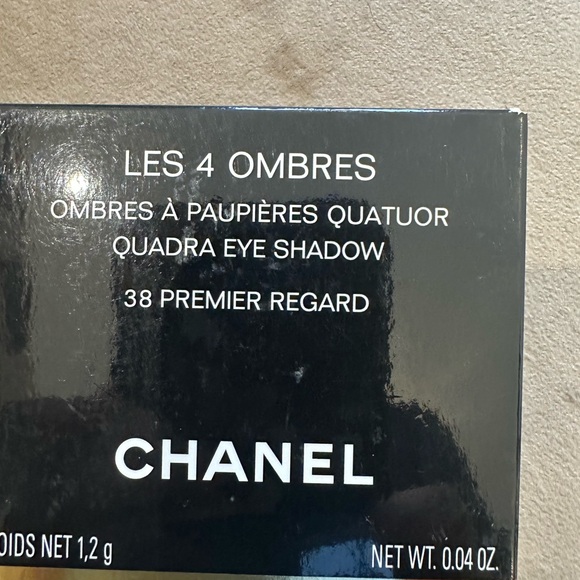 LES 4 OMBRES
OMBRES À PAUPIÈRES QUATUOR
QUADRA EYE SHADOW
38 PREMIER REGARD
CHANEL
OIDS NET 1,2 g
NET WT. 0.04 OZ.